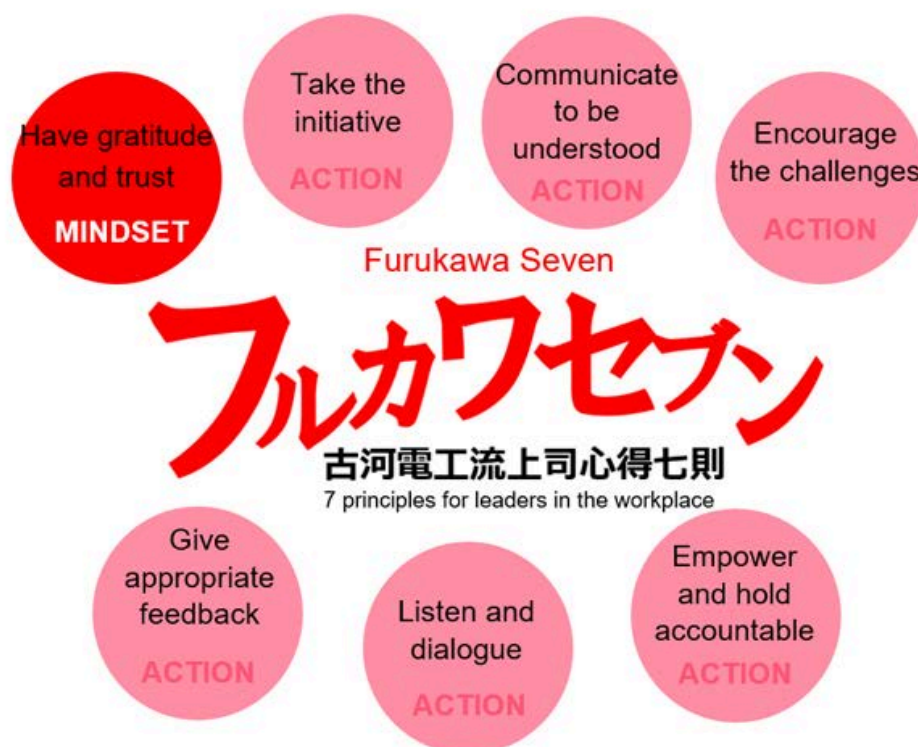 Have gratitude
and trust
MINDSET
Take the
initiative
ACTION
Communicate
to be
understood
ACTION
Encourage
the challenges
ACTION
Furukawa Seven
フルカワセブン
古河電工流上司心得七則
7 principles for leaders in the workplace
Give
appropriate
feedback
ACTION
Listen and
dialogue
ACTION
Empower
and hold
accountable
ACTION